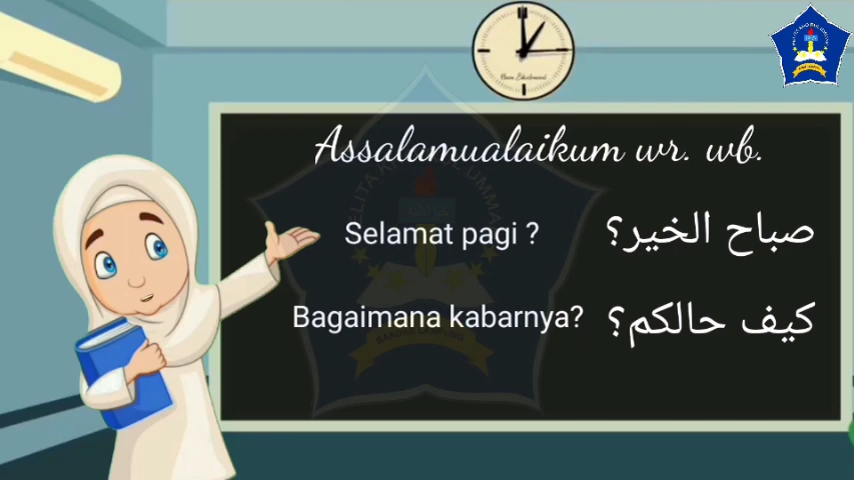 Assalamualaikum wr. wb.
Selamat pagi ? صباح الخير؟
Bagaimana kabarnya? كيف حالكم؟